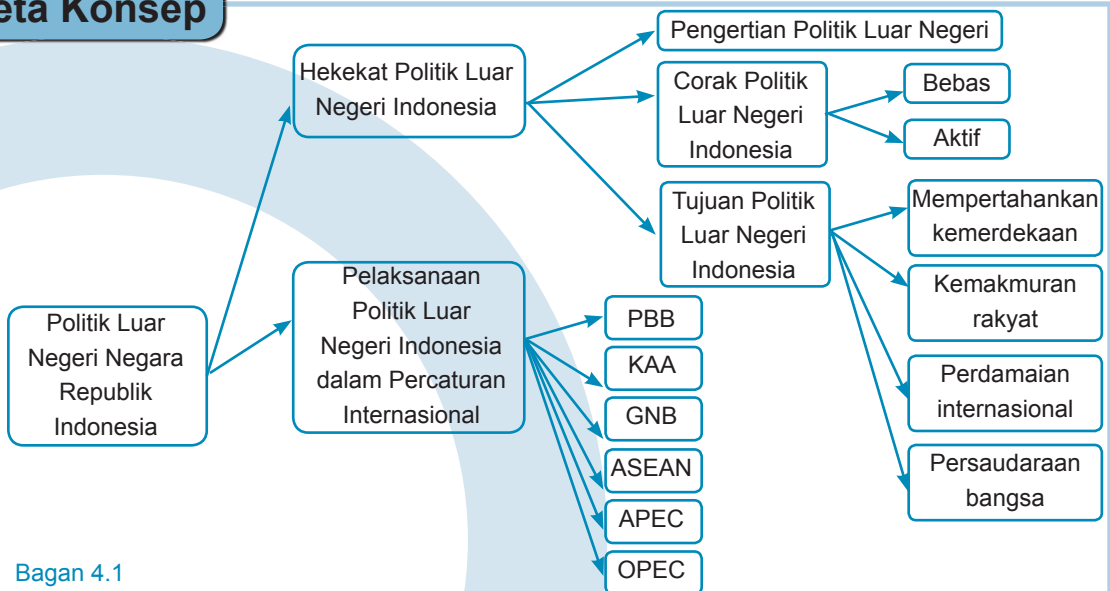 eta Konsep
Pengertian Politik Luar Negeri
Hekekat Politik Luar
Negeri Indonesia
Corak Politik
Luar Negeri
Indonesia
Bebas
Aktif
Tujuan Politik
Luar Negeri
Indonesia
Mempertahankan
kemerdekaan
Kemakmuran
rakyat
Perdamaian
internasional
Persaudaraan
bangsa
Politik Luar
Negeri Negara
Republik
Indonesia
Pelaksanaan
Politik Luar
Negeri Indonesia
dalam Percaturan
Internasional
PBB
KAA
GNB
ASEAN
APEC
OPEC
Bagan 4.1